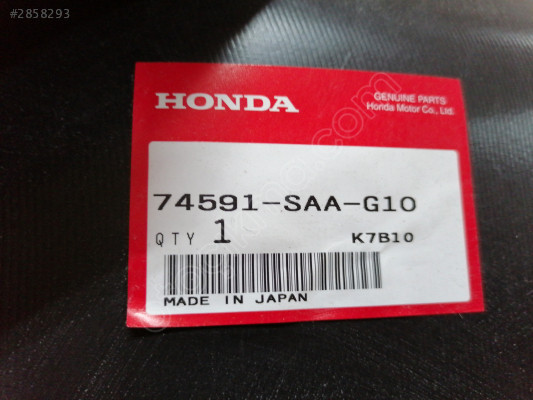 #2858293
HONDA
GENUINE PARTS
Honda Motor Co., Ltd.
74591-SAA-G10
QTY 1
K7B10
MADE IN JAPAN